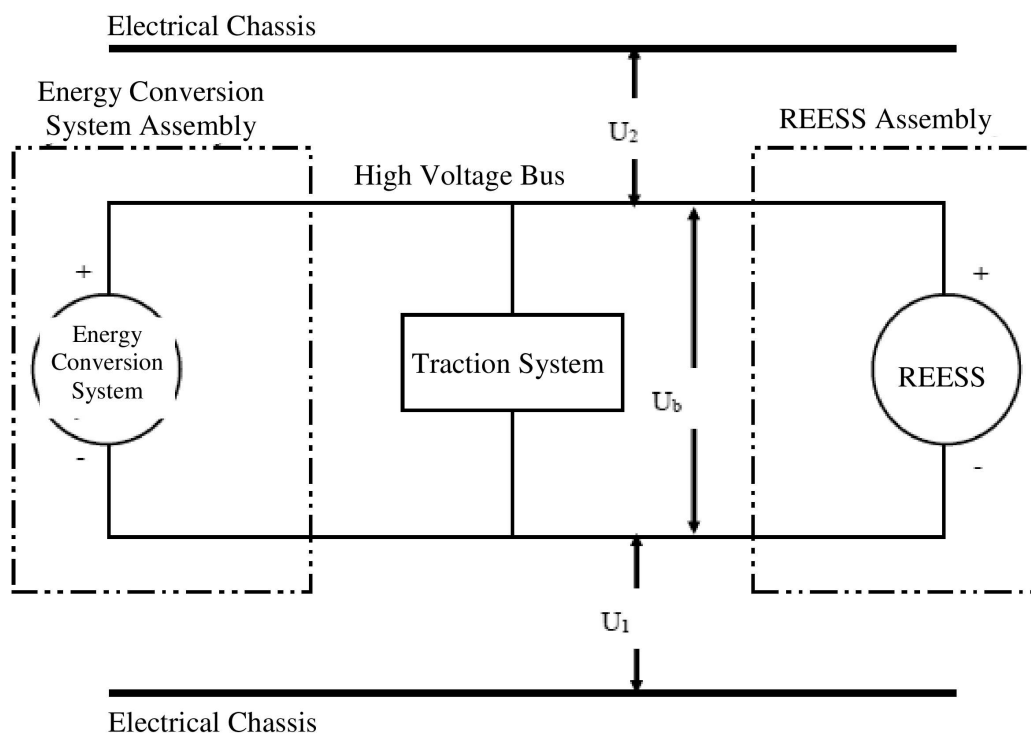 Electrical Chassis
Energy Conversion
System Assembly
U₂
REESS Assembly
High Voltage Bus
+
+
Energy
Conversion
System
Traction System
REESS
U_b
-
-
U₁
Electrical Chassis